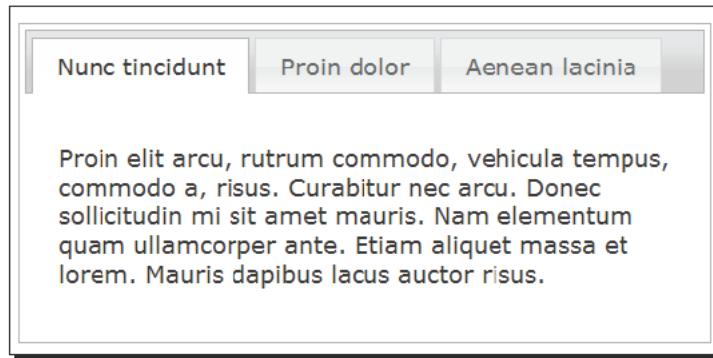 Nunc tincidunt Proin dolor Aenean lacinia
Proin elit arcu, rutrum commodo, vehicula tempus,
commodo a, risus. Curabitur nec arcu. Donec
sollicitudin mi sit amet mauris. Nam elementum
quam ullamcorper ante. Etiam aliquet massa et
lorem. Mauris dapibus lacus auctor risus.